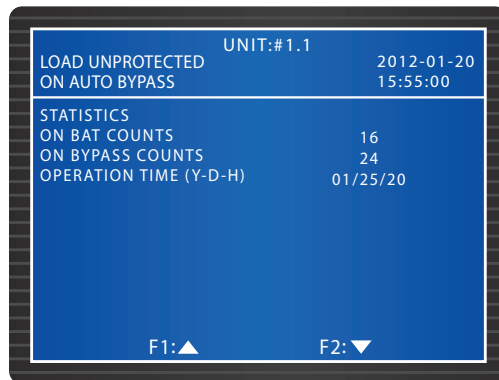 UNIT:#1.1
LOAD UNPROTECTED 2012-01-20
ON AUTO BYPASS 15:55:00
STATISTICS
ON BAT COUNTS 16
ON BYPASS COUNTS 24
OPERATION TIME (Y-D-H) 01/25/20
F1:▲ F2:▼